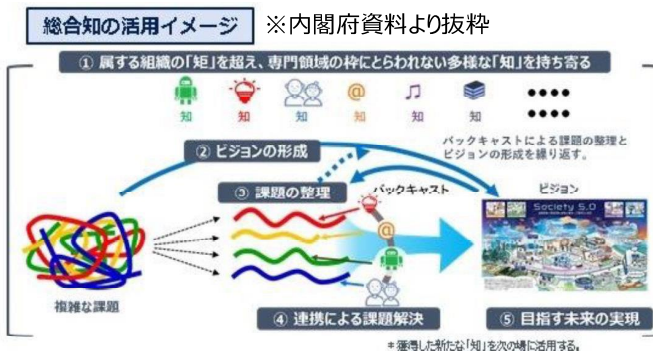 総合知の活用イメージ ※内閣府資料より抜粋
① 属する組織の「矩」を超え、専門領域の枠にとらわれない多様な「知」を持ち寄る
知 知 知 知 知 知
② ビジョンの形成
バックキャストによる課題の整理と
ビジョンの形成を繰り返す。
③ 課題の整理
バックキャスト
ビジョン
Society 5.0
複雑な課題
④ 連携による課題解決
⑤ 目指す未来の実現
*獲得した新たな「知」を次の場に活用する。